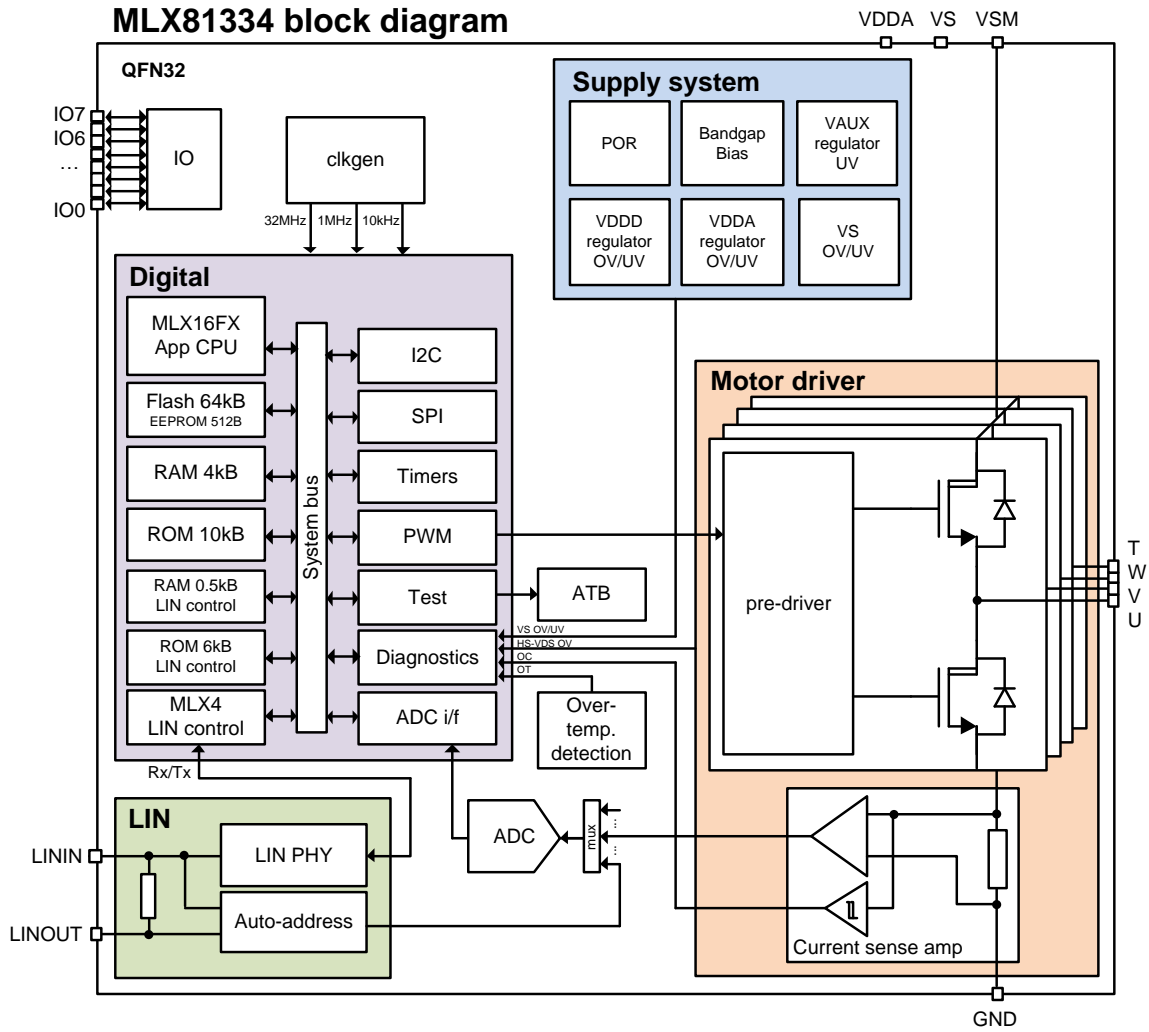 MLX81334 block diagram
VDDA VS VSM
QFN32
IO7
IO6
...
IO0
IO
clkgen
32MHz 1MHz 10kHz
Supply system
POR
Bandgap
Bias
VAUX
regulator
UV
VDDD
regulator
OV/UV
VDDA
regulator
OV/UV
VS
OV/UV
Digital
MLX16FX
App CPU
Flash 64kB
EEPROM 512B
RAM 4kB
ROM 10kB
RAM 0.5kB
LIN control
ROM 6kB
LIN control
MLX4
LIN control
System bus
I2C
SPI
Timers
PWM
Test
Diagnostics
ADC i/f
ATB
VS OV/UV
HS-VDS OV
OC
OT
Over-
temp.
detection
Motor driver
pre-driver
T
W
V
U
Rx/Tx
LIN
LIN PHY
Auto-address
LININ
LINOUT
ADC
mux
...
...
Current sense amp
GND